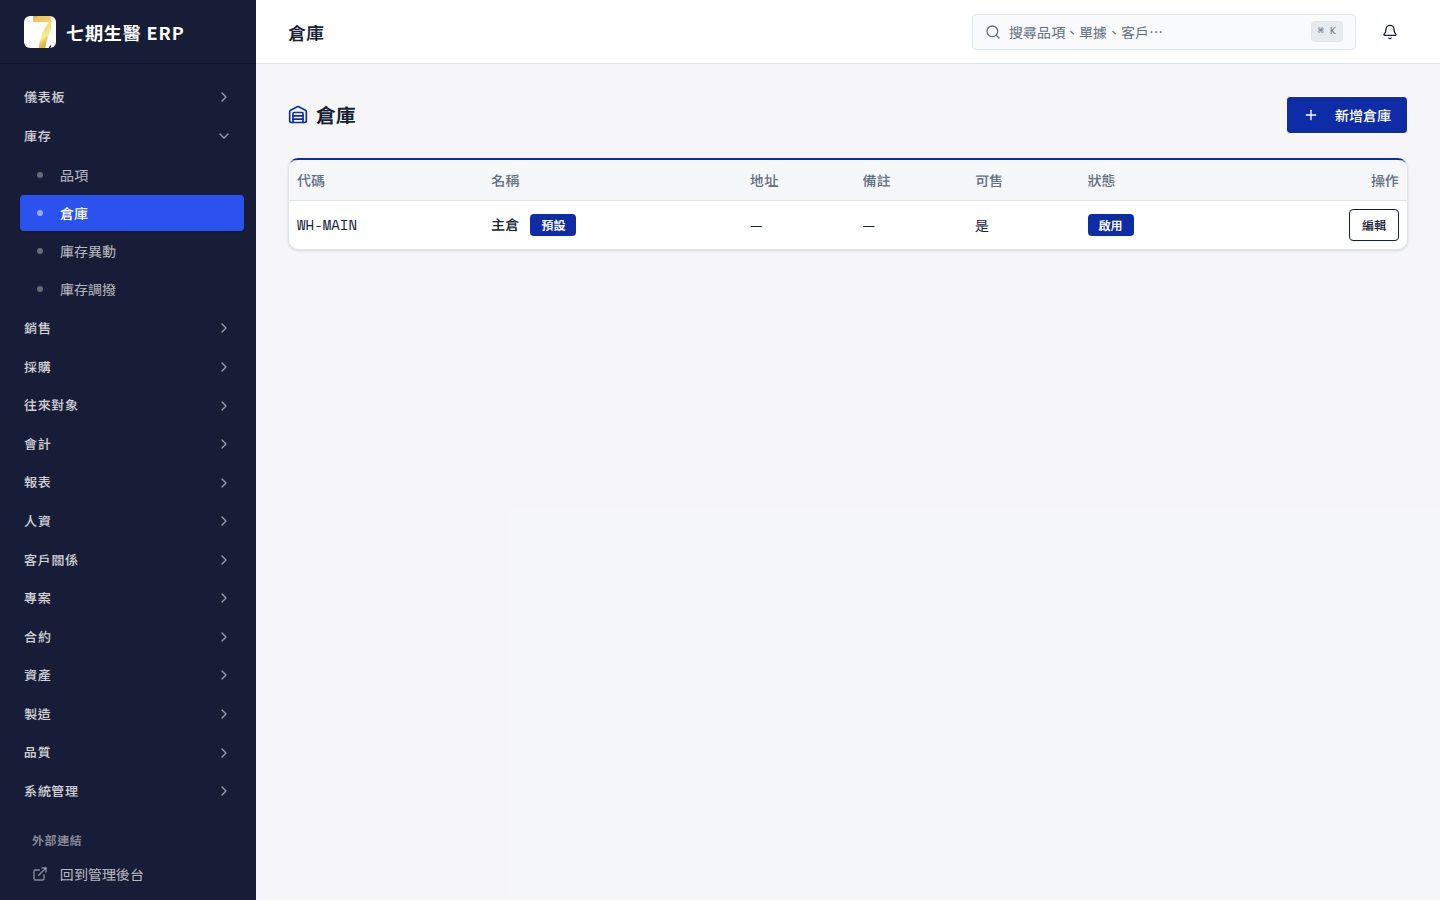 七期生醫 ERP
儀表板
庫存
品項
倉庫
庫存異動
庫存調撥
銷售
採購
往來對象
會計
報表
人資
客戶關係
專案
合約
資產
製造
品質
系統管理
外部連結
回到管理後台
倉庫
搜尋品項、單據、客戶… ⌘ K
倉庫
新增倉庫
代碼 名稱 地址 備註 可售 狀態 操作
WH-MAIN 主倉 預設 — — 是 啟用 編輯